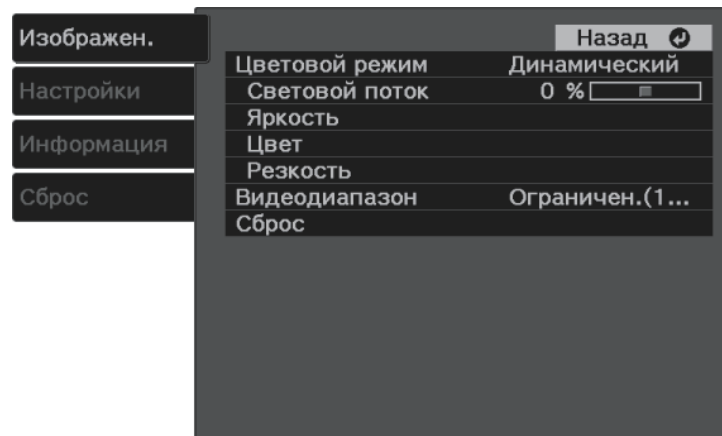 Изображен.
Настройки
Информация
Сброс
Назад
Цветовой режим Динамический
Световой поток 0 %
Яркость
Цвет
Резкость
Видеодиапазон Ограничен.(1...
Сброс